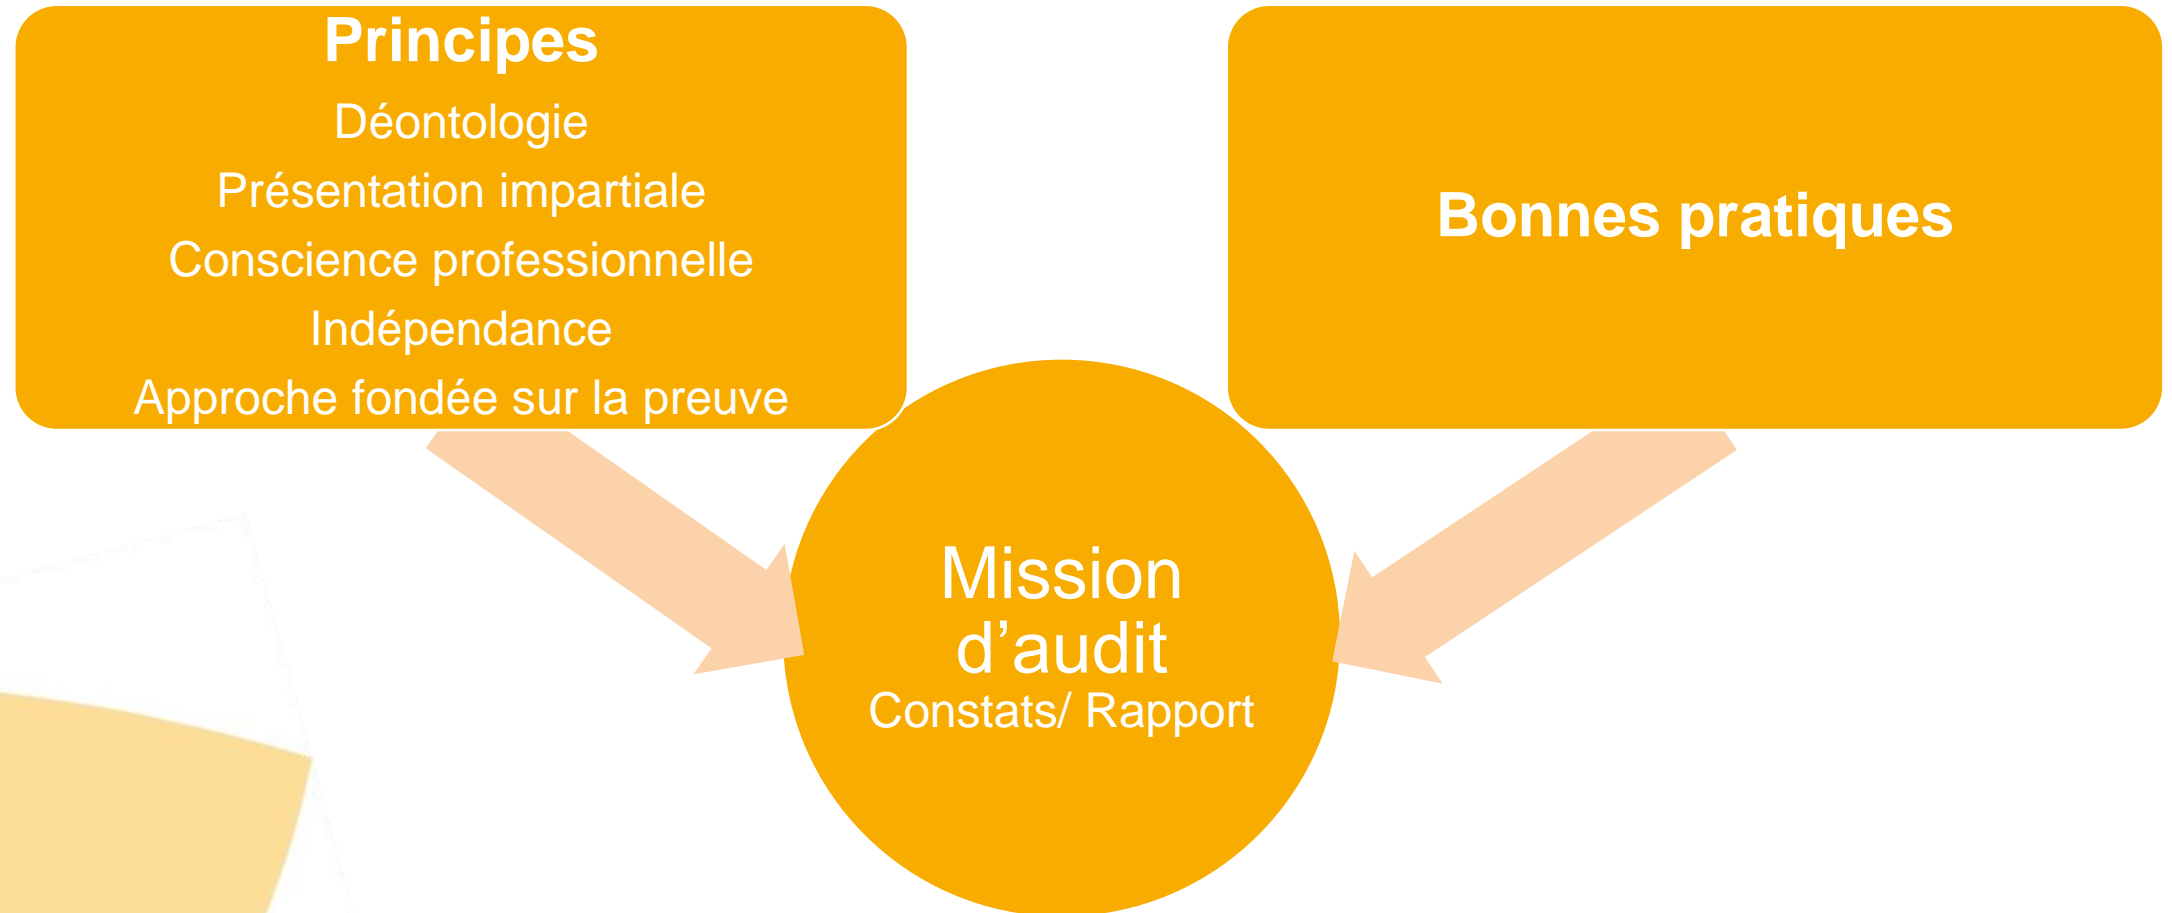 Principes
Déontologie
Présentation impartiale
Conscience professionnelle
Indépendance
Approche fondée sur la preuve
Bonnes pratiques
Mission
d’audit
Constats/ Rapport